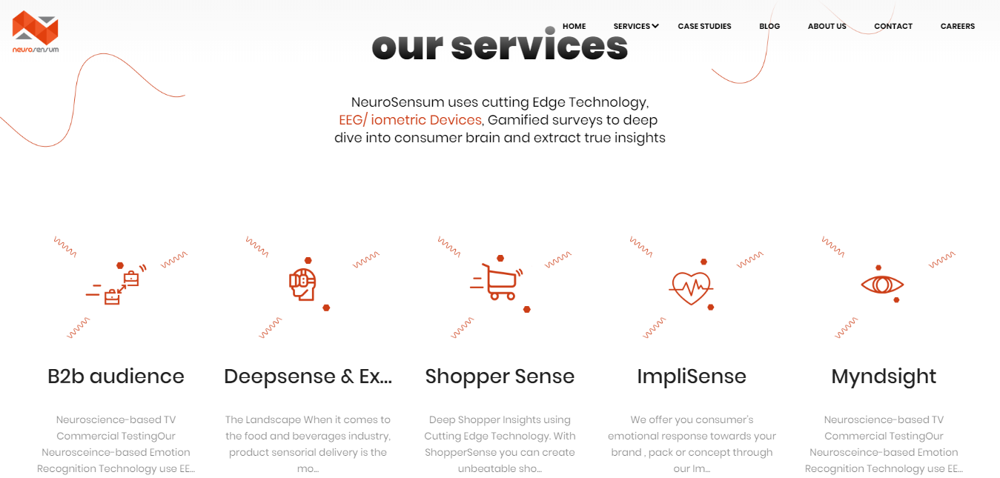 neurosensum
HOME SERVICES CASE STUDIES BLOG ABOUT US CONTACT CAREERS
our services
NeuroSensum uses cutting Edge Technology,
EEG/ iometric Devices, Gamified surveys to deep
dive into consumer brain and extract true insights
B2b audience
Neuroscience-based TV
Commercial TestingOur
Neurosceince-based Emotion
Recognition Technology use EE...
Deepsense & Ex...
The Landscape When it comes to
the food and beverages industry,
product sensorial delivery is the
mo...
Shopper Sense
Deep Shopper Insights using
Cutting Edge Technology. With
ShopperSense you can create
unbeatable sho...
ImpliSense
We offer you consumer’s
emotional response towards your
brand , pack or concept through
our Im...
Myndsight
Neuroscience-based TV
Commercial TestingOur
Neurosceince-based Emotion
Recognition Technology use EE...